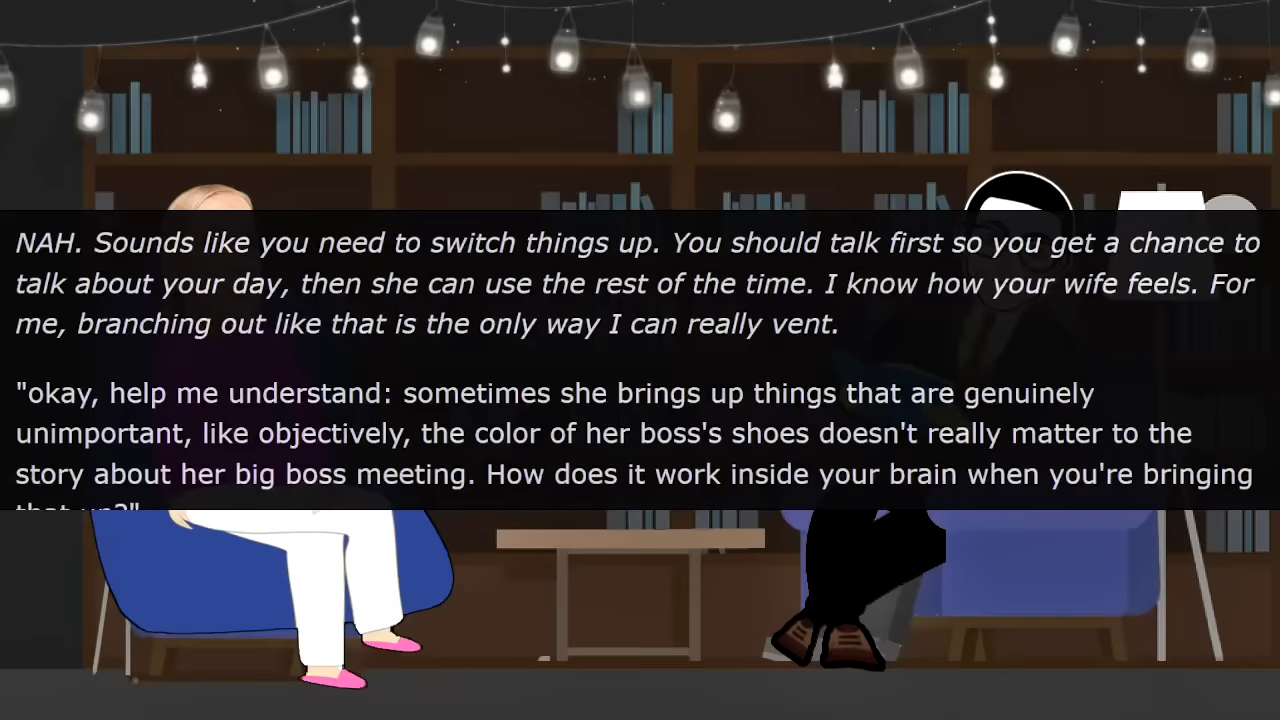 NAH. Sounds like you need to switch things up. You should talk first so you get a chance to
talk about your day, then she can use the rest of the time. I know how your wife feels. For
me, branching out like that is the only way I can really vent.
"okay, help me understand: sometimes she brings up things that are genuinely
unimportant, like objectively, the color of her boss's shoes doesn't really matter to the
story about her big boss meeting. How does it work inside your brain when you're bringing